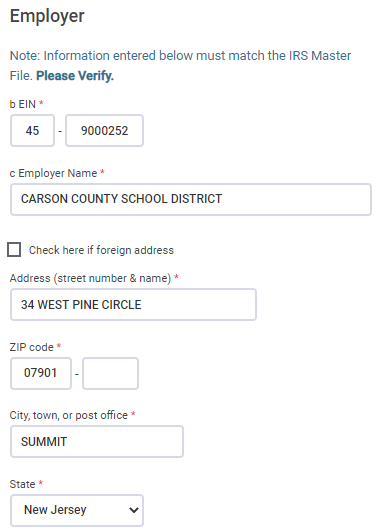 Employer
Note: Information entered below must match the IRS Master
File. Please Verify.
b EIN *
45 - 9000252
c Employer Name *
CARSON COUNTY SCHOOL DISTRICT
Check here if foreign address
Address (street number & name) *
34 WEST PINE CIRCLE
ZIP code *
07901 -
City, town, or post office *
SUMMIT
State *
New Jersey